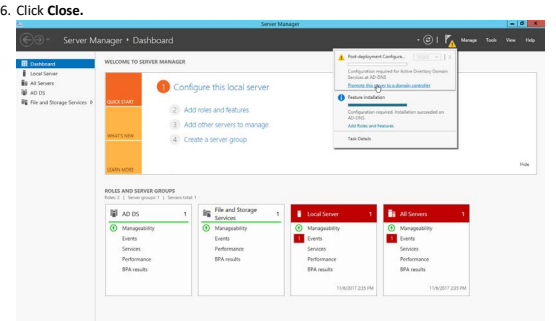 6. Click Close.
Server Manager
Server Manager • Dashboard
Manage Tools View Help
Dashboard
Local Server
All Servers
AD DS
File and Storage Services
WELCOME TO SERVER MANAGER
QUICK START
WHAT'S NEW
LEARN MORE
1 Configure this local server
2 Add roles and features
3 Add other servers to manage
4 Create a server group
Post-deployment Configura...
Configuration required for Active Directory Domain
Services at AD-DNS
Promote this server to a domain controller
Feature installation
Configuration required. Installation succeeded on
AD-DNS.
Add Roles and Features
Task Details
Hide
ROLES AND SERVER GROUPS
Roles: 2 | Server groups: 1 | Servers total: 1
AD DS 1
Manageability
Events
Services
Performance
BPA results
File and Storage
Services 1
Manageability
Events
Services
Performance
BPA results
Local Server 1
Manageability
1 Events
Services
Performance
BPA results
11/8/2017 2:23 PM
All Servers 1
Manageability
1 Events
Services
Performance
BPA results
11/8/2017 2:23 PM